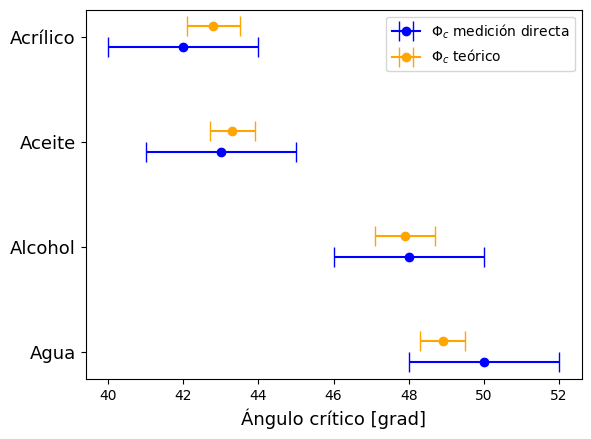 Acrílico
Aceite
Alcohol
Agua
Φc medición directa
Φc teórico
40 42 44 46 48 50 52
Ángulo crítico [grad]